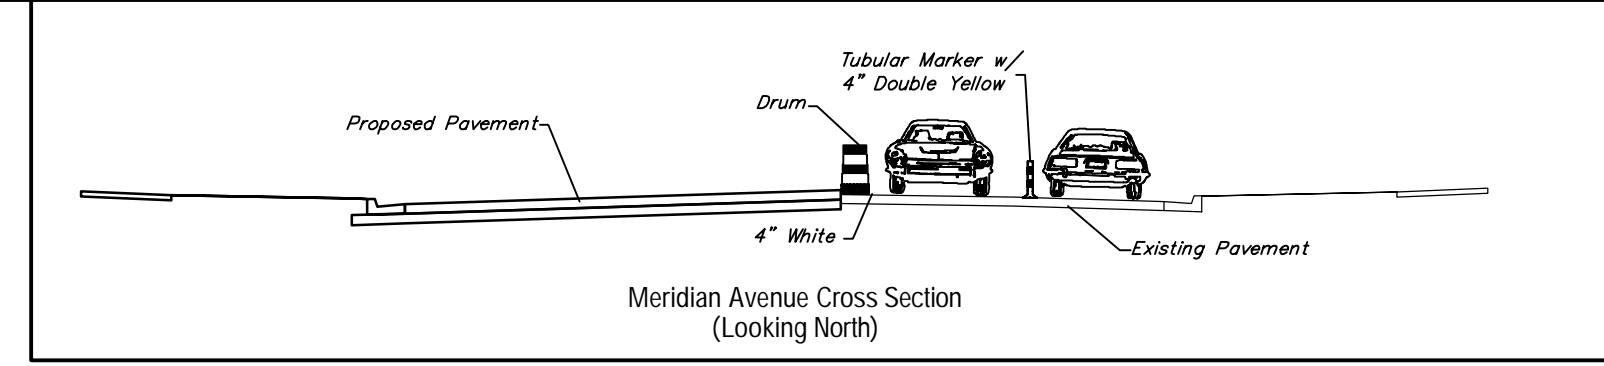 Tubular Marker w/
4" Double Yellow
Drum
Proposed Pavement
4" White
Existing Pavement
Meridian Avenue Cross Section
(Looking North)